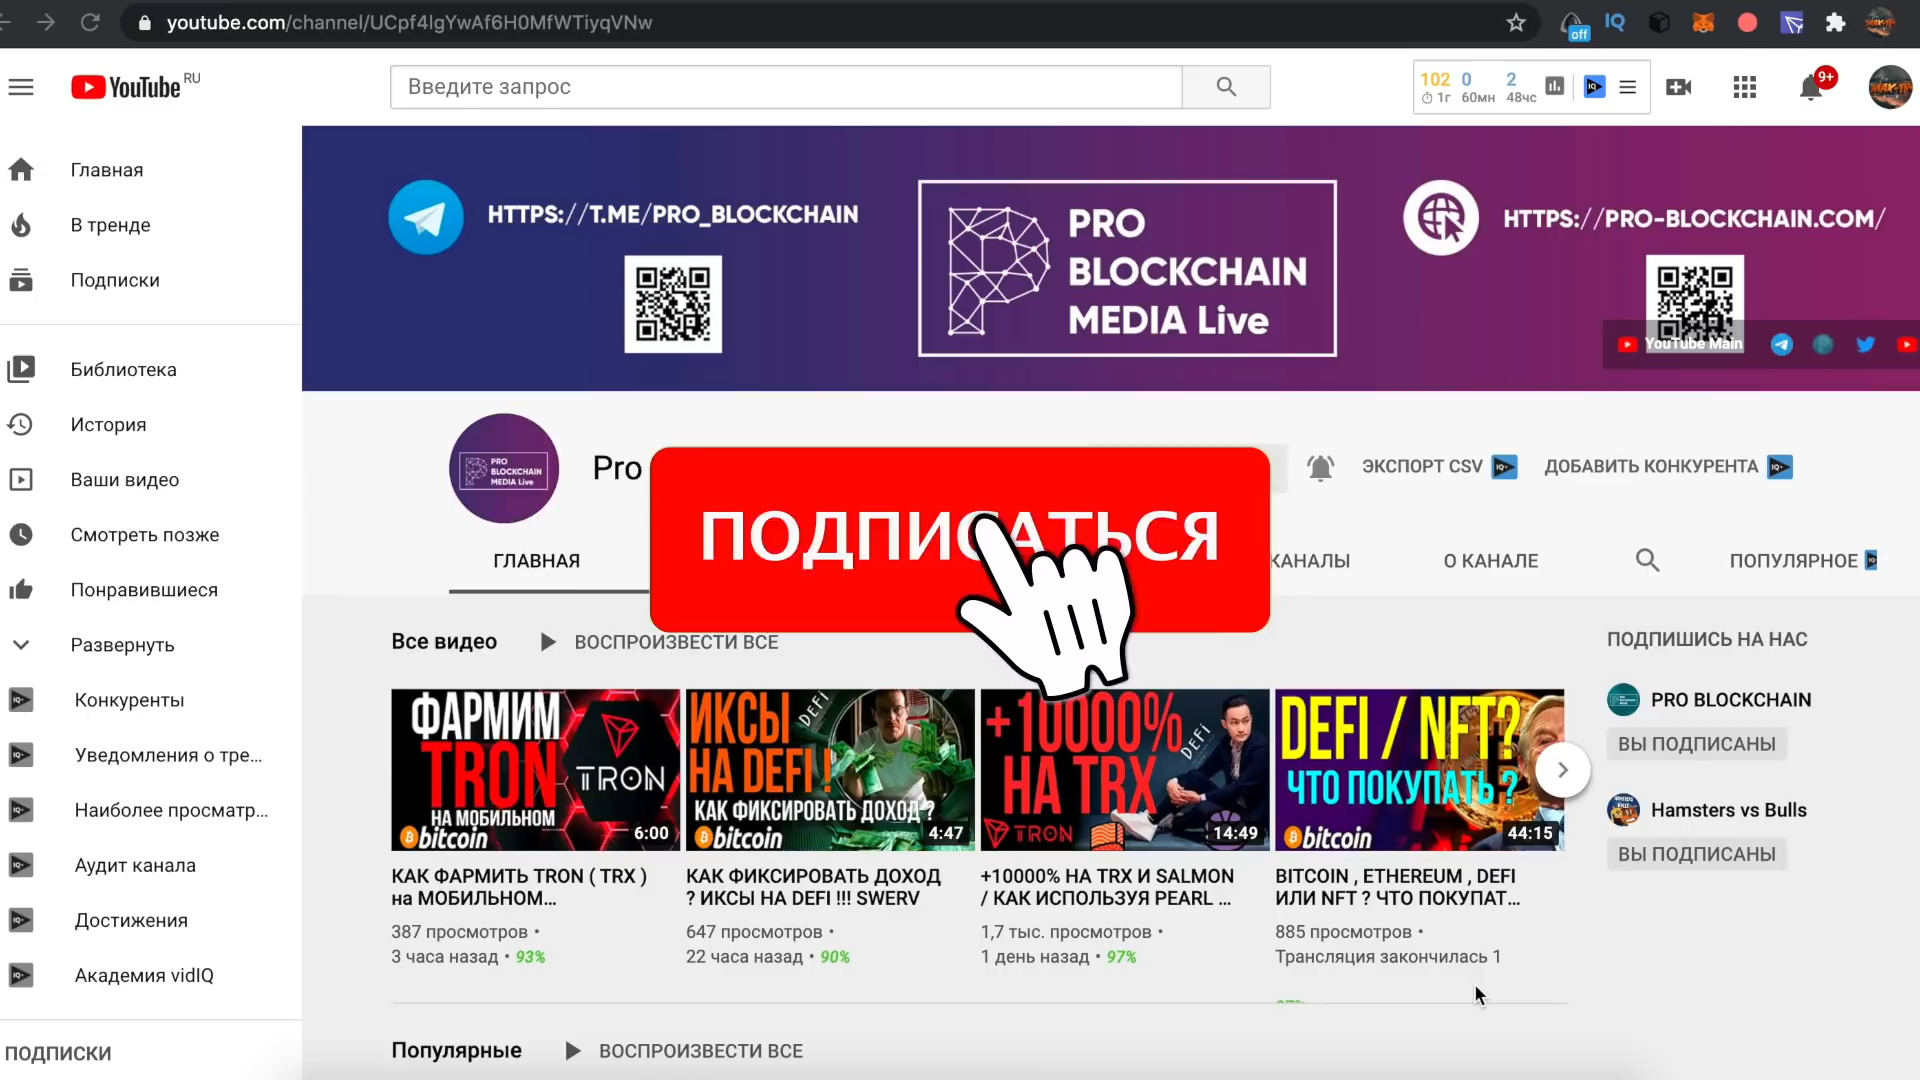 youtube.com/channel/UCpf4lgYwAf6H0MfWTiyqVNw
off
IQ
YouTube RU
Введите запрос
102 0 2
1г 60мн 48чс
9+
Главная
В тренде
Подписки
Библиотека
История
Ваши видео
Смотреть позже
Понравившиеся
Развернуть
Конкуренты
Уведомления о тре...
Наиболее просматр...
Аудит канала
Достижения
Академия vidIQ
ПОДПИСКИ
HTTPS://T.ME/PRO_BLOCKCHAIN
PRO
BLOCKCHAIN
MEDIA Live
HTTPS://PRO-BLOCKCHAIN.COM/
YouTube Main
PRO
BLOCKCHAIN
MEDIA Live
Pro
ПОДПИСАТЬСЯ
ЭКСПОРТ CSV
ДОБАВИТЬ КОНКУРЕНТА
ГЛАВНАЯ
КАНАЛЫ
О КАНАЛЕ
ПОПУЛЯРНОЕ
Все видео
ВОСПРОИЗВЕСТИ ВСЕ
ФАРМИМ
TRON
НА МОБИЛЬНОМ
TRON
bitcoin
6:00
ИКСЫ
НА DEFI!
DEFI
КАК ФИКСИРОВАТЬ ДОХОД?
bitcoin
4:47
+10000%
НА TRX
DEFI
TRON
14:49
DEFI / NFT?
ЧТО ПОКУПАТЬ?
bitcoin
44:15
КАК ФАРМИТЬ TRON ( TRX )
на МОБИЛЬНОМ...
387 просмотров •
3 часа назад • 93%
КАК ФИКСИРОВАТЬ ДОХОД
? ИКСЫ НА DEFI !!! SWERV
647 просмотров •
22 часа назад • 90%
+10000% НА TRX И SALMON
/ КАК ИСПОЛЬЗУЯ PEARL ...
1,7 тыс. просмотров •
1 день назад • 97%
BITCOIN , ETHEREUM , DEFI
ИЛИ NFT ? ЧТО ПОКУПАТ...
885 просмотров •
Трансляция закончилась 1
ПОДПИШИСЬ НА НАС
PRO BLOCKCHAIN
ВЫ ПОДПИСАНЫ
Hamsters vs Bulls
ВЫ ПОДПИСАНЫ
Популярные
ВОСПРОИЗВЕСТИ ВСЕ